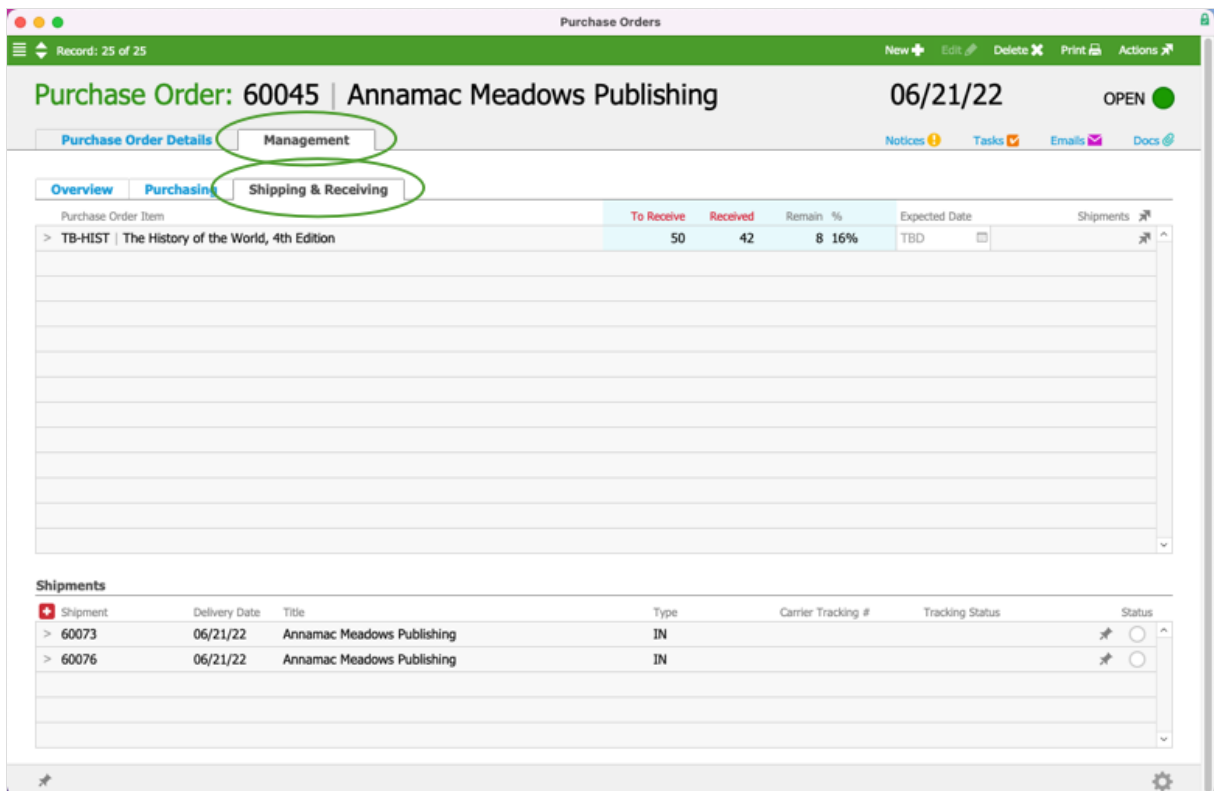 Purchase Orders
Record: 25 of 25 New Edit Delete Print Actions
Purchase Order: 60045 | Annamac Meadows Publishing 06/21/22 OPEN
Purchase Order Details Management Notices Tasks Emails Docs
Overview Purchasing Shipping & Receiving
Purchase Order Item To Receive Received Remain % Expected Date Shipments
> TB-HIST | The History of the World, 4th Edition 50 42 8 16% TBD
Shipments
Shipment Delivery Date Title Type Carrier Tracking # Tracking Status Status
> 60073 06/21/22 Annamac Meadows Publishing IN
> 60076 06/21/22 Annamac Meadows Publishing IN